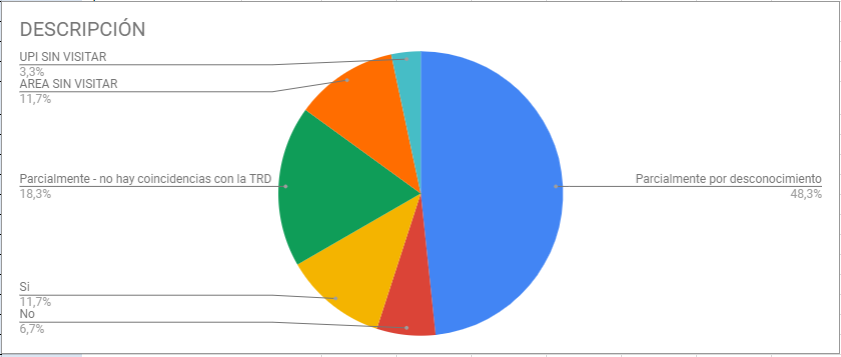 DESCRIPCIÓN
UPI SIN VISITAR
3,3%
AREA SIN VISITAR
11,7%
Parcialmente - no hay coincidencias con la TRD
18,3%
Parcialmente por desconocimiento
48,3%
Si
11,7%
No
6,7%